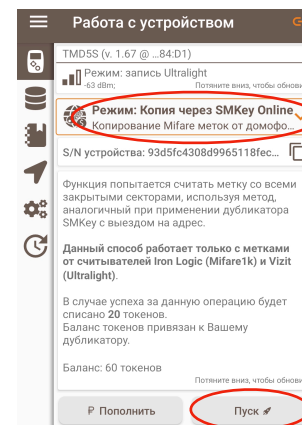 Работа с устройством
TMD5S (v. 1.67 @ ...84:D1)
Режим: запись Ultralight
-63 dBm;
Потяните вниз, чтобы обнови
Режим: Копия через SMKey Online
Копирование Mifare меток от домофо...
S/N устройства: 93d5fc4308d9965118fec...
Функция попытается считать метку со всеми
закрытыми секторами, используя метод,
аналогичный при применении дубликатора
SMKey с выездом на адрес.
Данный способ работает только с метками
от считывателей Iron Logic (Mifare1k) и Vizit
(Ultralight).
В случае успеха за данную операцию будет
списано 20 токенов.
Баланс токенов привязан к Вашему
дубликатору.
Баланс: 60 токенов
Потяните вниз, чтобы обнови
₽ Пополнить
Пуск